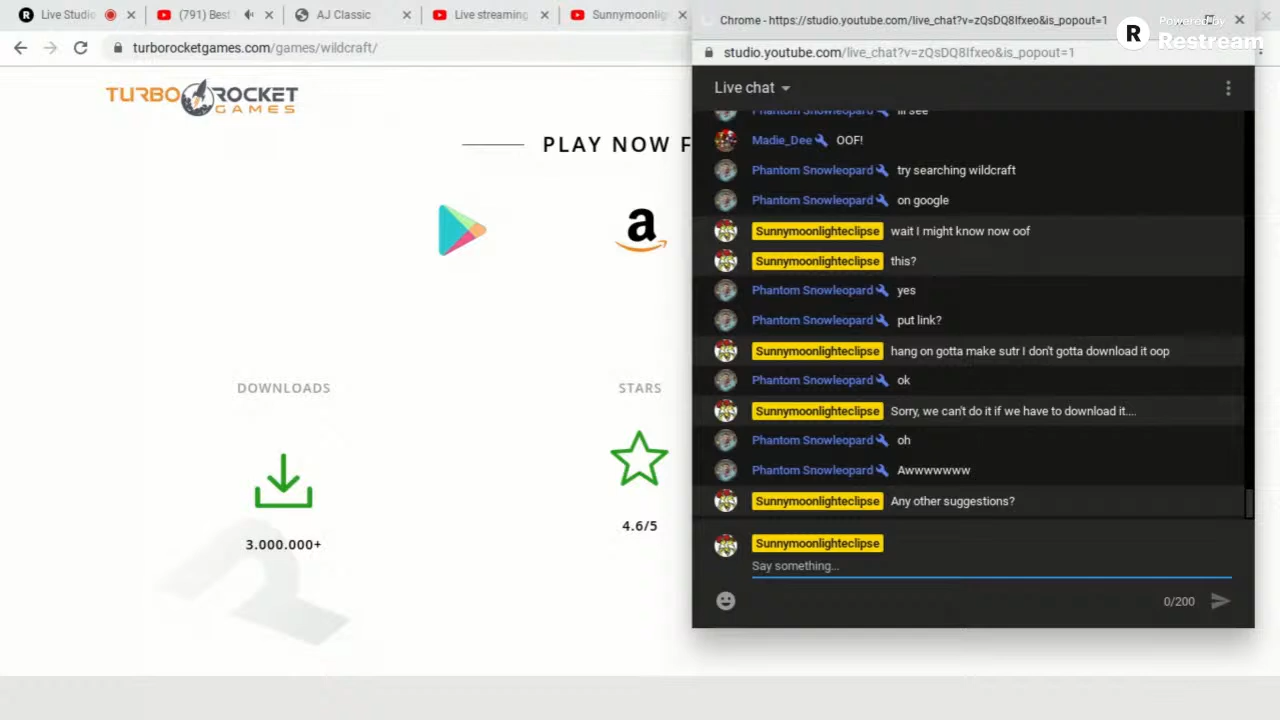 Live Studio
(791) Best
AJ Classic
Live streaming
Sunnymoonlig
Chrome - https://studio.youtube.com/live_chat?v=zQsDQ8Ifxeo&is_popout=1
Powered by
R Restream
turborocketgames.com/games/wildcraft/
studio.youtube.com/live_chat?v=zQsDQ8Ifxeo&is_popout=1
TURBO ROCKET
GAMES
Live chat
PLAY NOW F
Phantom Snowleopard ill see
Madie_Dee OOF!
Phantom Snowleopard try searching wildcraft
Phantom Snowleopard on google
Sunnymoonlighteclipse wait I might know now oof
Sunnymoonlighteclipse this?
Phantom Snowleopard yes
Phantom Snowleopard put link?
Sunnymoonlighteclipse hang on gotta make sutr I don't gotta download it oop
Phantom Snowleopard ok
Sunnymoonlighteclipse Sorry, we can't do it if we have to download it....
Phantom Snowleopard oh
Phantom Snowleopard Awwwwwww
Sunnymoonlighteclipse Any other suggestions?
Sunnymoonlighteclipse
Say something...
0/200
a
DOWNLOADS
STARS
3.000.000+
4.6/5